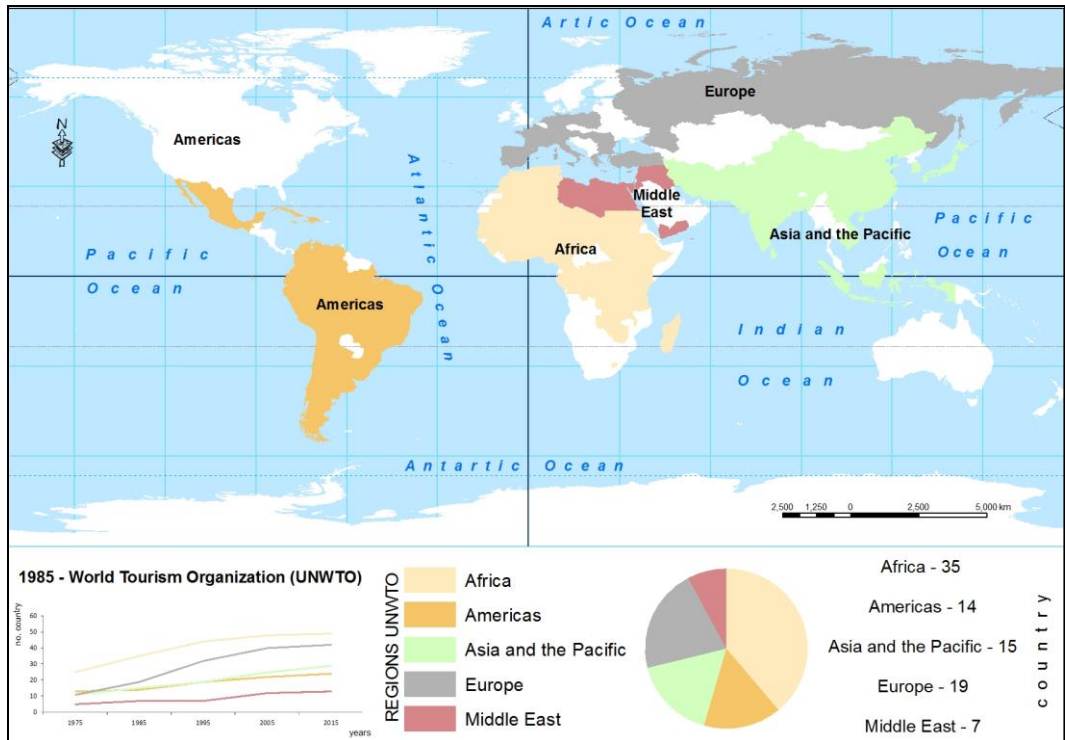 Artic Ocean
Europe
Americas
N
Atlantic Ocean
Middle
East
Pacific
Ocean
Africa
Asia and the Pacific
Pacific
Ocean
Americas
Indian
Ocean
Antartic Ocean
2,500 1,250 0 2,500 5,000 km
1985 - World Tourism Organization (UNWTO)
no. country
60
50
40
30
20
10
0
1975 1985 1995 2005 2015
years
REGIONS UNWTO
Africa
Americas
Asia and the Pacific
Europe
Middle East
Africa - 35
Americas - 14
Asia and the Pacific - 15
Europe - 19
Middle East - 7
country